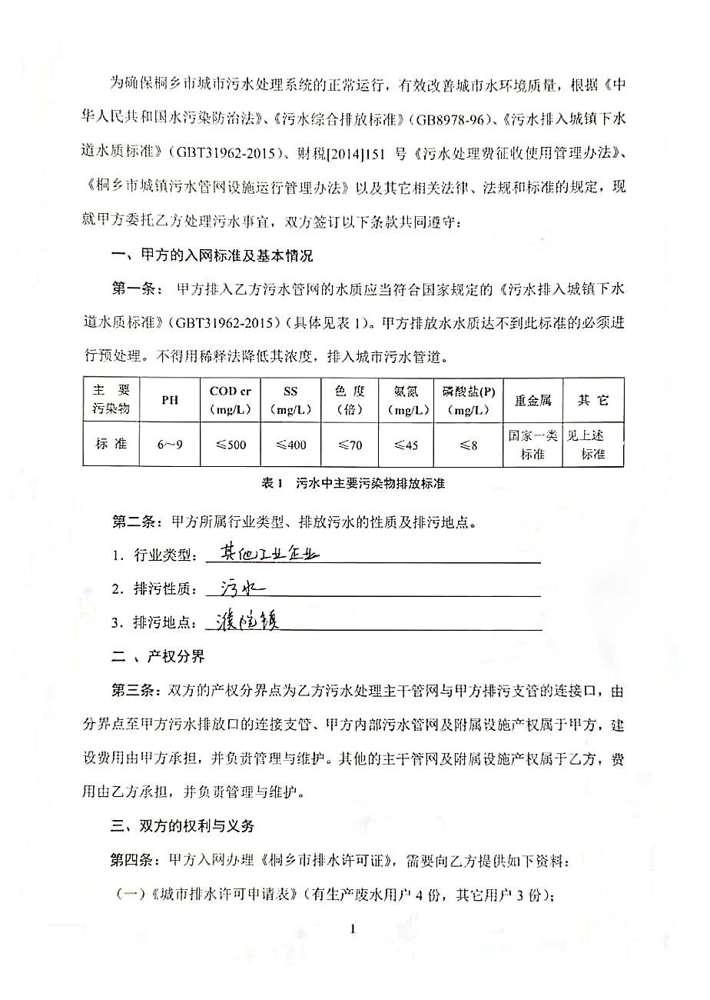 为确保桐乡市城市污水处理系统的正常运行，有效改善城市水环境质量，根据《中
华人民共和国水污染防治法》、《污水综合排放标准》（GB8978-96）、《污水排入城镇下水
道水质标准》（GBT31962-2015）、财税[2014]151 号《污水处理费征收使用管理办法》、
《桐乡市城镇污水管网设施运行管理办法》以及其它相关法律、法规和标准的规定，现
就甲方委托乙方处理污水事宜，双方签订以下条款共同遵守：
一、甲方的入网标准及基本情况
第一条： 甲方排入乙方污水管网的水质应当符合国家规定的《污水排入城镇下水
道水质标准》（GBT31962-2015）（具体见表 1）。甲方排放水水质达不到此标准的必须进
行预处理。不得用稀释法降低其浓度，排入城市污水管道。
主 要 污染物 PH COD cr （mg/L） SS （mg/L） 色 度 （倍） 氨氮 （mg/L） 磷酸盐(P) （mg/L） 重金属 其 它
标 准 6～9 ≤500 ≤400 ≤70 ≤45 ≤8 国家一类 标准 见上述 标准
表 1 污水中主要污染物排放标准
第二条：甲方所属行业类型、排放污水的性质及排污地点。
1．行业类型：其他工业企业
2．排污性质：污水
3．排污地点：濮院镇
二 、产权分界
第三条：双方的产权分界点为乙方污水处理主干管网与甲方排污支管的连接口，由
分界点至甲方污水排放口的连接支管、甲方内部污水管网及附属设施产权属于甲方，建
设费用由甲方承担，并负责管理与维护。其他的主干管网及附属设施产权属于乙方，费
用由乙方承担，并负责管理与维护。
三、双方的权利与义务
第四条：甲方入网办理《桐乡市排水许可证》，需要向乙方提供如下资料：
（一）《城市排水许可申请表》（有生产废水用户 4 份，其它用户 3 份）；
1